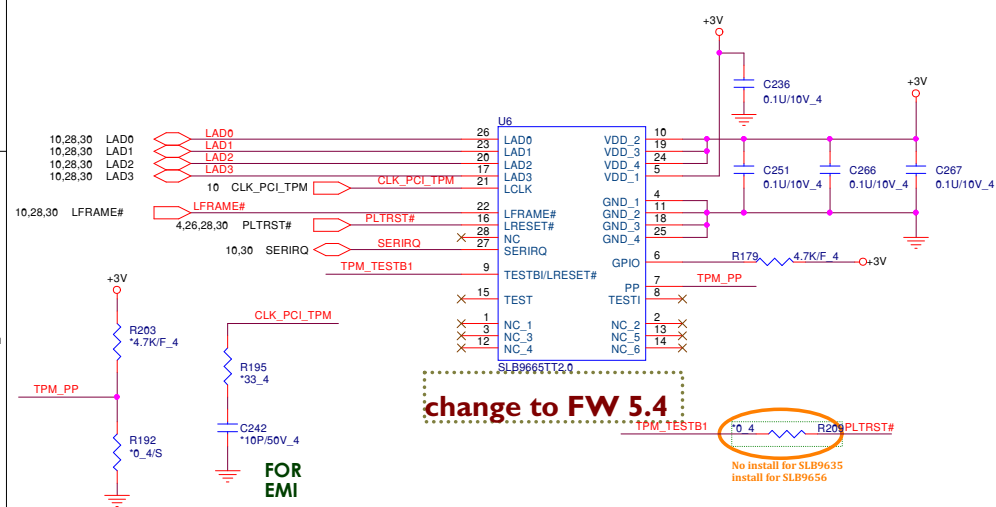 +3V
C236
0.1U/10V_4
+3V
U6
10,28,30 LAD0 LAD0 26 LAD0 VDD_2 10
10,28,30 LAD1 LAD1 23 LAD1 VDD_3 19
10,28,30 LAD2 LAD2 20 LAD2 VDD_4 24
10,28,30 LAD3 LAD3 17 LAD3 VDD_1 5
10 CLK_PCI_TPM CLK_PCI_TPM 21 LCLK
C251
0.1U/10V_4
C266
0.1U/10V_4
C267
0.1U/10V_4
GND_1 4
10,28,30 LFRAME# LFRAME# 22 LFRAME# GND_2 11
4,26,28,30 PLTRST# PLTRST# 16 LRESET# GND_3 18
28 NC GND_4 25
10,30 SERIRQ SERIRQ 27 SERIRQ
GPIO 6 R179 4.7K/F_4 +3V
TPM_TESTB1 9 TESTBI/LRESET#
PP 7 TPM_PP
15 TEST TESTI 8
1 NC_1 NC_2 2
3 NC_3 NC_5 13
12 NC_4 NC_6 14
SLB9665TT2.0
+3V
R203
*4.7K/F_4
TPM_PP
R192
*0_4/S
CLK_PCI_TPM
R195
*33_4
C242
*10P/50V_4
FOR
EMI
change to FW 5.4
TPM_TESTB1 *0_4 R209 PLTRST#
No install for SLB9635
install for SLB9656